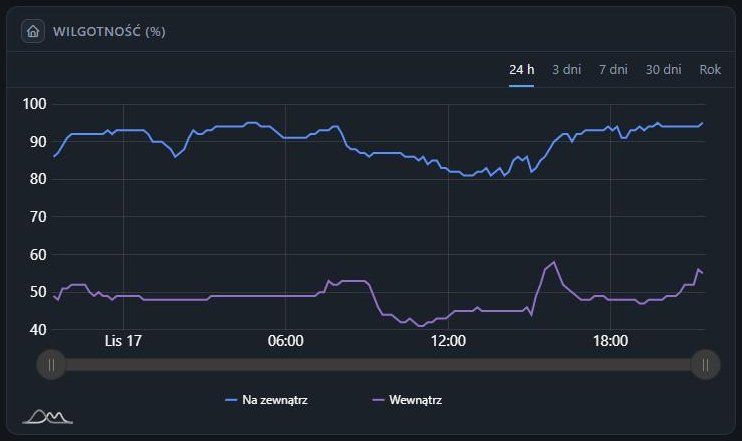 WILGOTNOŚĆ (%)
24 h 3 dni 7 dni 30 dni Rok
100
90
80
70
60
50
40
Lis 17 06:00 12:00 18:00
Na zewnątrz Wewnątrz